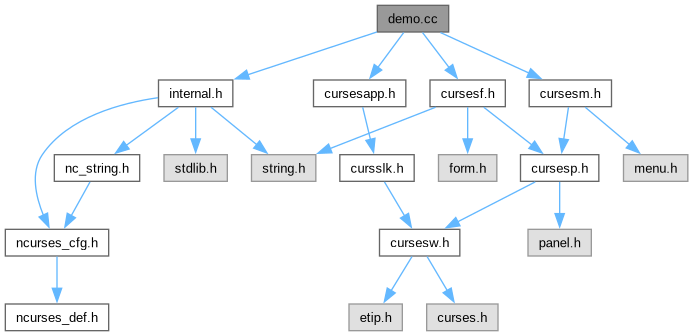 demo.cc
internal.h
cursesapp.h
cursesf.h
cursesm.h
nc_string.h
stdlib.h
string.h
cursslk.h
form.h
cursesp.h
menu.h
ncurses_cfg.h
cursesw.h
panel.h
ncurses_def.h
etip.h
curses.h